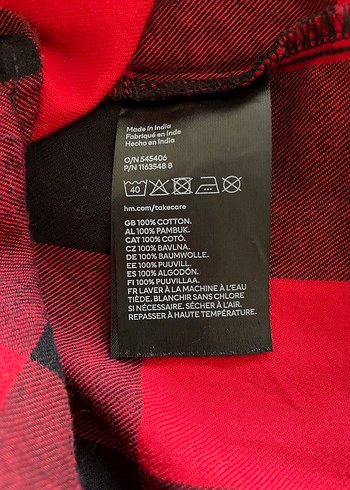 Made in India
Fabriqué en Inde
Hecho en India
O/N 545406
P/N 1163548 8
40
hm.com/takecare
GB 100% COTTON.
AL 100% PAMBUK.
CAT 100% COTÓ.
CZ 100% BAVLNA.
DE 100% BAUMWOLLE.
EE 100% PUUVILL.
ES 100% ALGODÓN.
FI 100% PUUVILLAA.
FR LAVER À LA MACHINE À L'EAU
TIÈDE. BLANCHIR SANS CHLORE
SI NÉCESSAIRE. SÉCHER À L'AIR.
REPASSER À HAUTE TEMPÉRATURE.